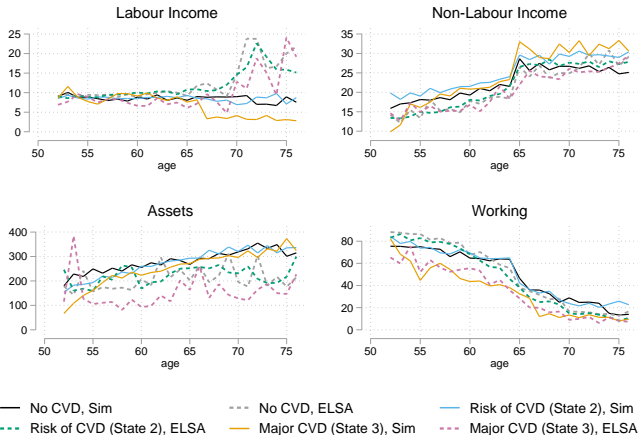 Labour Income
25
20
15
10
5
0
50 55 60 65 70 75
age
Non-Labour Income
35
30
25
20
15
10
50 55 60 65 70 75
age
Assets
400
300
200
100
0
50 55 60 65 70 75
age
Working
80
60
40
20
0
50 55 60 65 70 75
age
No CVD, Sim No CVD, ELSA Risk of CVD (State 2), Sim
Risk of CVD (State 2), ELSA Major CVD (State 3), Sim Major CVD (State 3), ELSA